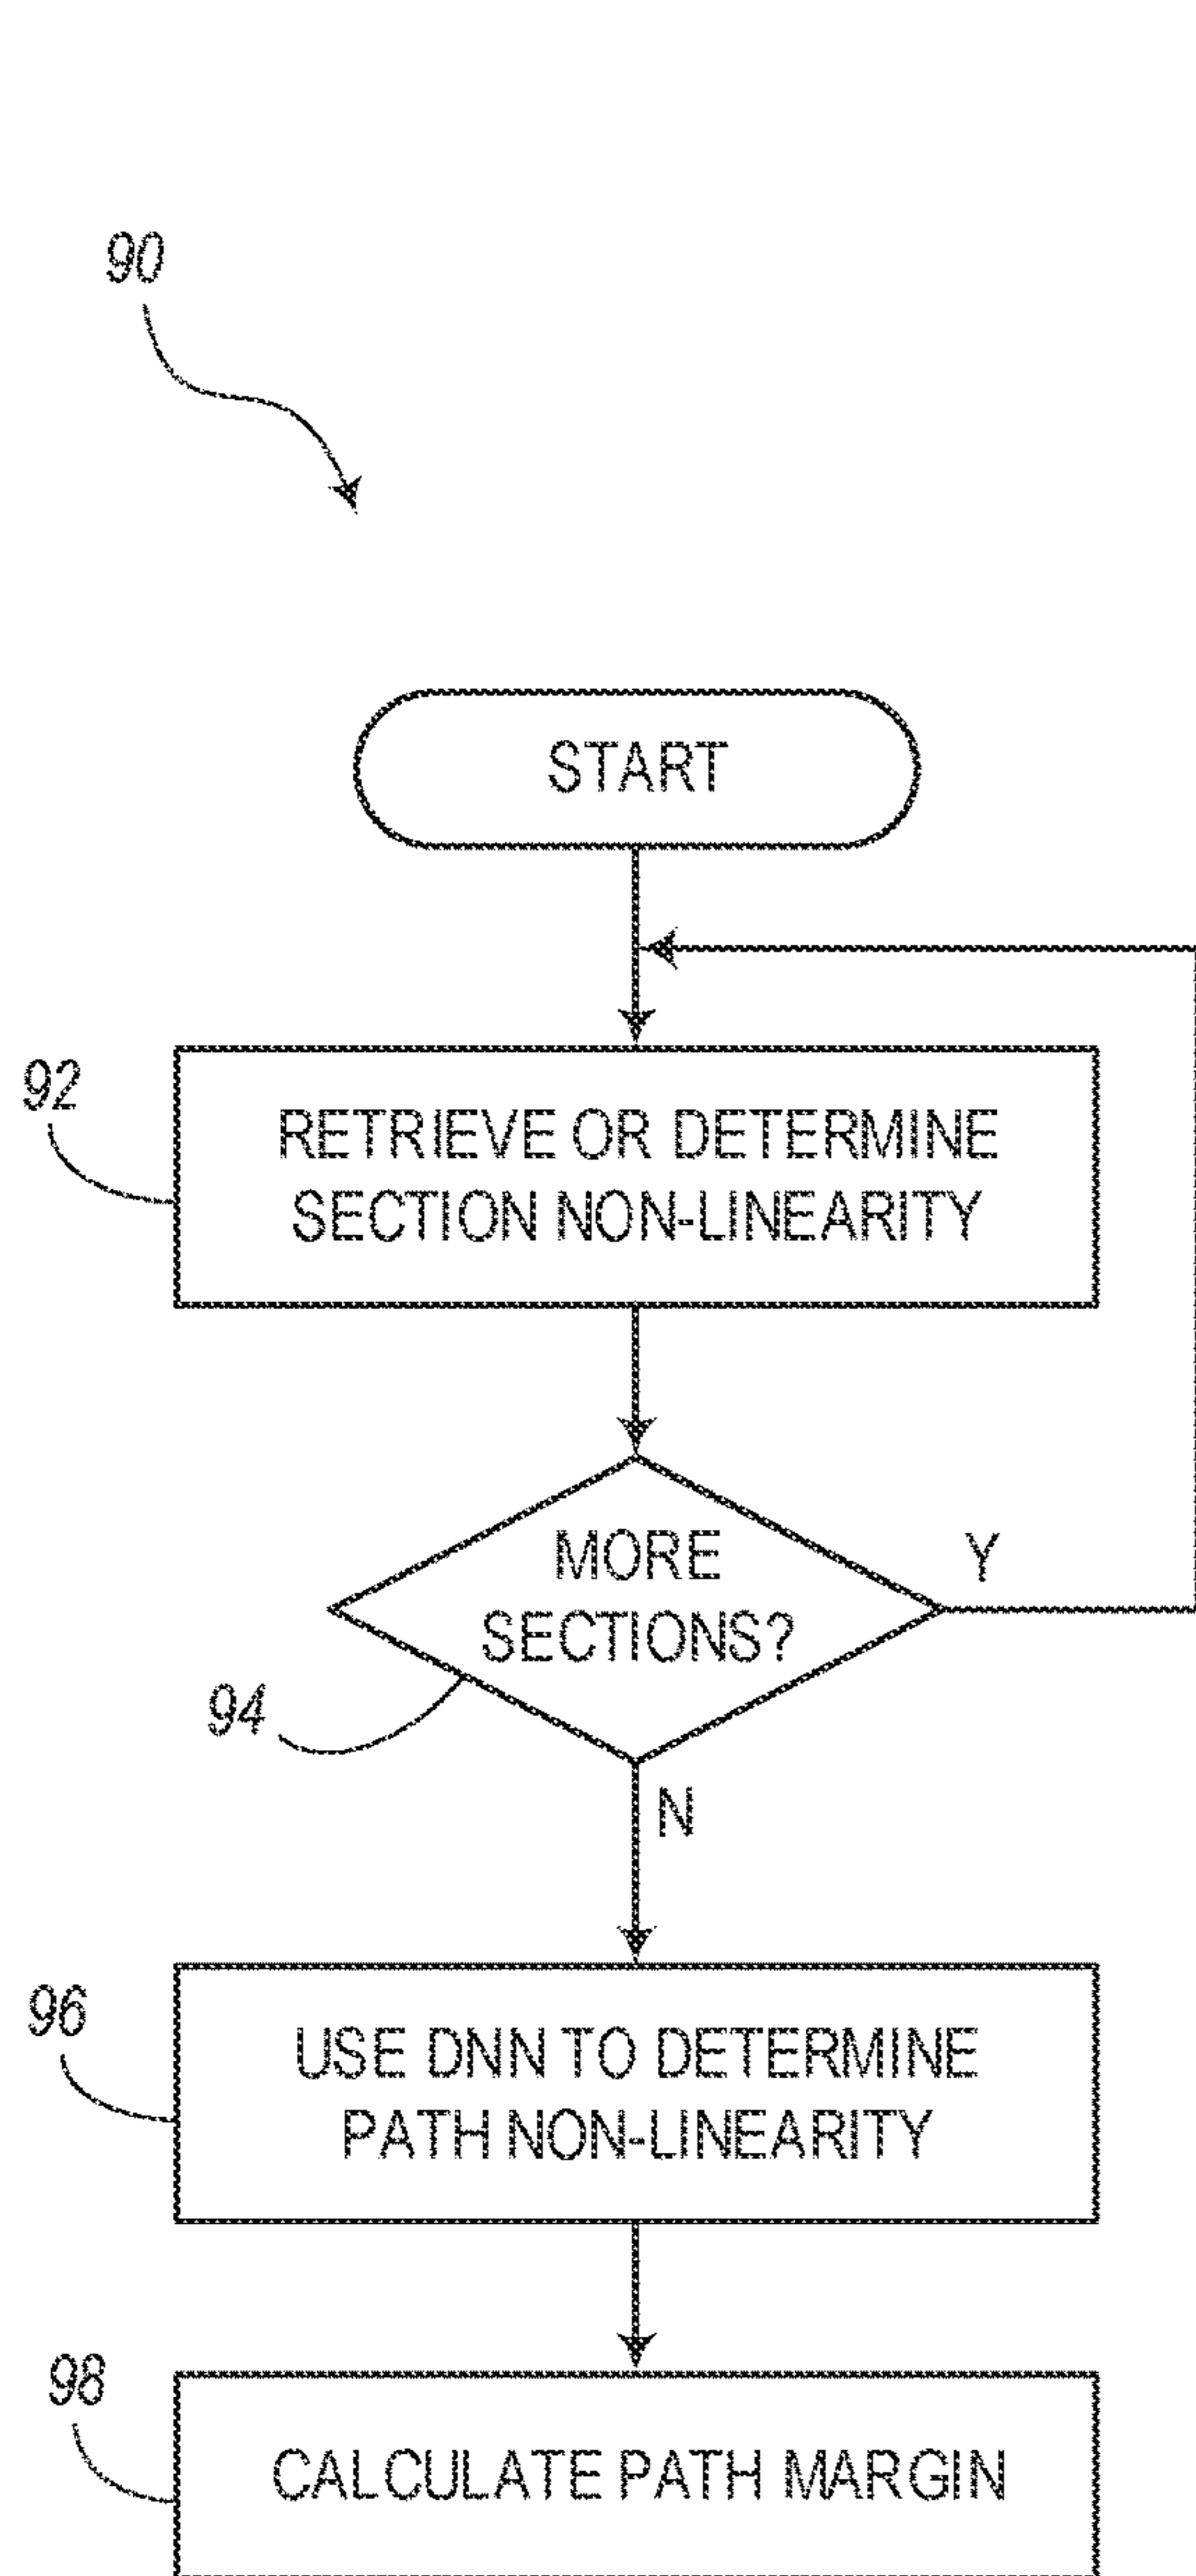 90
START
92
RETRIEVE OR DETERMINE
SECTION NON-LINEARITY
MORE
SECTIONS?
Y
94
N
96
USE DNN TO DETERMINE
PATH NON-LINEARITY
98
CALCULATE PATH MARGIN